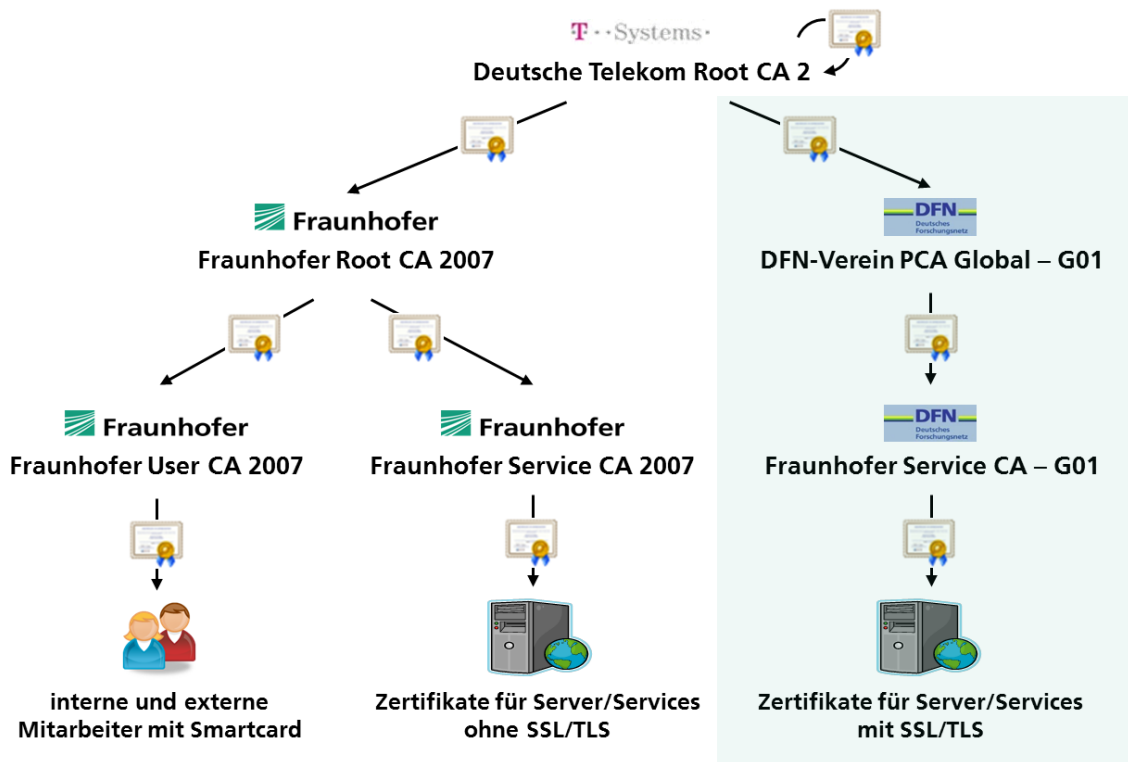 T · · Systems ·
Deutsche Telekom Root CA 2
Fraunhofer
Fraunhofer Root CA 2007
DFN
Deutsches
Forschungsnetz
DFN-Verein PCA Global – G01
Fraunhofer
Fraunhofer User CA 2007
Fraunhofer
Fraunhofer Service CA 2007
DFN
Deutsches
Forschungsnetz
Fraunhofer Service CA – G01
interne und externe
Mitarbeiter mit Smartcard
Zertifikate für Server/Services
ohne SSL/TLS
Zertifikate für Server/Services
mit SSL/TLS